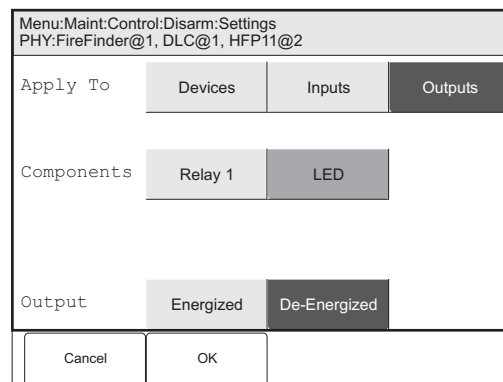 Menu:Maint:Control:Disarm:Settings
PHY:FireFinder@1, DLC@1, HFP11@2
Apply To Devices Inputs Outputs
Components Relay 1 LED
Output Energized De-Energized
Cancel OK